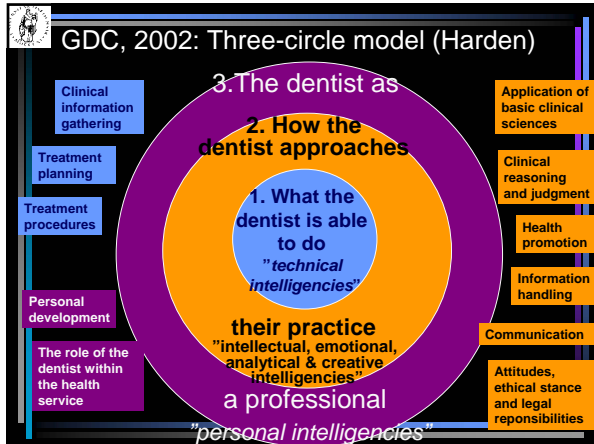 GDC, 2002: Three-circle model (Harden)
Clinical
information
gathering
Treatment
planning
Treatment
procedures
Personal
development
The role of the
dentist within
the health
service
3.The dentist as
2. How the
dentist approaches
1. What the
dentist is able
to do
”technical
intelligencies”
their practice
”intellectual, emotional,
analytical & creative
intelligencies”
a professional
”personal intelligencies”
Application of
basic clinical
sciences
Clinical
reasoning
and judgment
Health
promotion
Information
handling
Communication
Attitudes,
ethical stance
and legal
reponsibilities